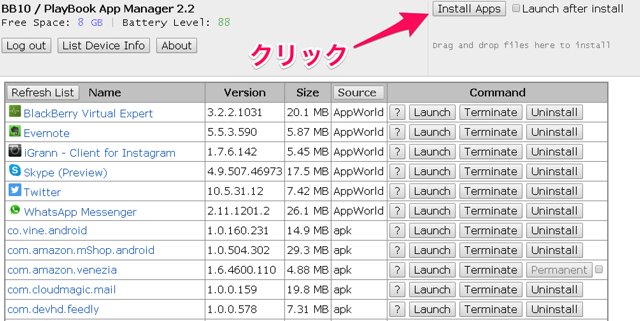 BB10 / PlayBook App Manager 2.2
Free Space: 8 GB | Battery Level: 88
Log out List Device Info About
クリック
Install Apps Launch after install
Drag and drop files here to install
Refresh List Name Version Size Source Command
BlackBerry Virtual Expert 3.2.2.1031 20.1 MB AppWorld ? Launch Terminate Uninstall
Evernote 5.5.3.590 5.87 MB AppWorld ? Launch Terminate Uninstall
iGrann - Client for Instagram 1.7.6.142 5.45 MB AppWorld ? Launch Terminate Uninstall
Skype (Preview) 4.9.507.46973 17.5 MB AppWorld ? Launch Terminate Uninstall
Twitter 10.5.31.12 7.42 MB AppWorld ? Launch Terminate Uninstall
WhatsApp Messenger 2.11.1201.2 26.1 MB AppWorld ? Launch Terminate Uninstall
co.vine.android 1.0.160.231 14.9 MB apk ? Launch Terminate Uninstall
com.amazon.mShop.android 1.0.504.302 29.3 MB apk ? Launch Terminate Uninstall
com.amazon.venezia 1.6.4600.110 4.88 MB apk ? Launch Terminate Permanent
com.cloudmagic.mail 1.0.0.159 19.8 MB apk ? Launch Terminate Uninstall
com.devhd.feedly 1.0.0.578 7.31 MB apk ? Launch Terminate Uninstall